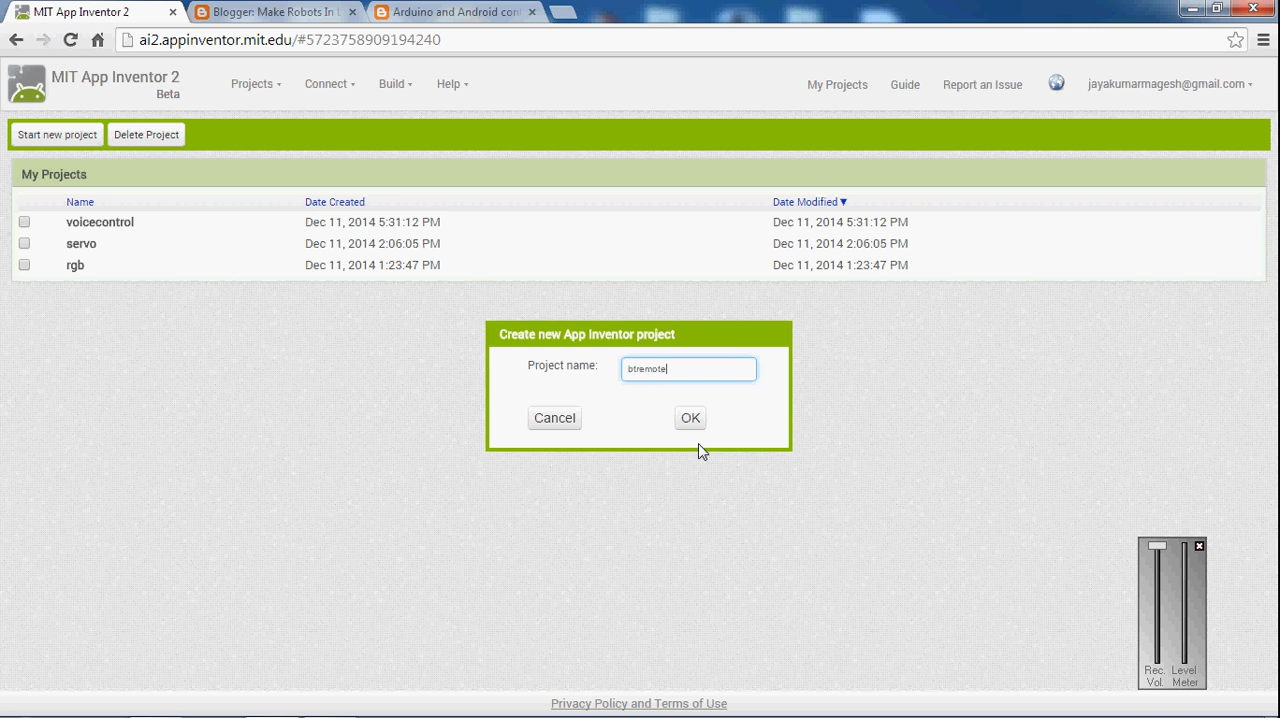 MIT App Inventor 2
Blogger: Make Robots In L
Arduino and Android con
ai2.appinventor.mit.edu/#5723758909194240
MIT App Inventor 2
Beta
Projects
Connect
Build
Help
My Projects
Guide
Report an Issue
jayakumarmagesh@gmail.com
Start new project
Delete Project
My Projects
Name Date Created Date Modified
voicecontrol Dec 11, 2014 5:31:12 PM Dec 11, 2014 5:31:12 PM
servo Dec 11, 2014 2:06:05 PM Dec 11, 2014 2:06:05 PM
rgb Dec 11, 2014 1:23:47 PM Dec 11, 2014 1:23:47 PM
Create new App Inventor project
Project name: btremote
Cancel OK
Rec. Level
Vol. Meter
Privacy Policy and Terms of Use